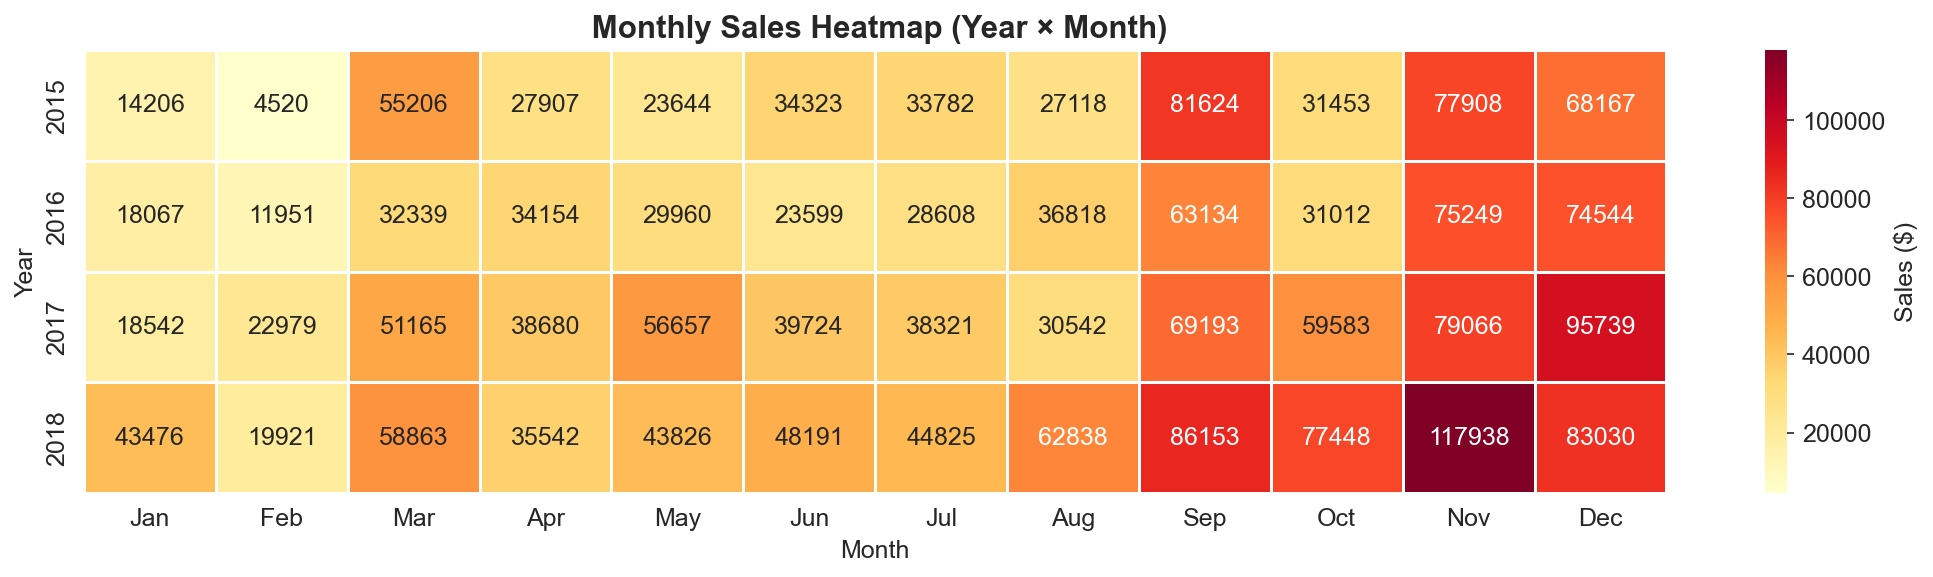 Monthly Sales Heatmap (Year × Month)
2015 14206 4520 55206 27907 23644 34323 33782 27118 81624 31453 77908 68167
2016 18067 11951 32339 34154 29960 23599 28608 36818 63134 31012 75249 74544
2017 18542 22979 51165 38680 56657 39724 38321 30542 69193 59583 79066 95739
2018 43476 19921 58863 35542 43826 48191 44825 62838 86153 77448 117938 83030
Jan Feb Mar Apr May Jun Jul Aug Sep Oct Nov Dec
Month
Year
100000
80000
60000
40000
20000
Sales ($)